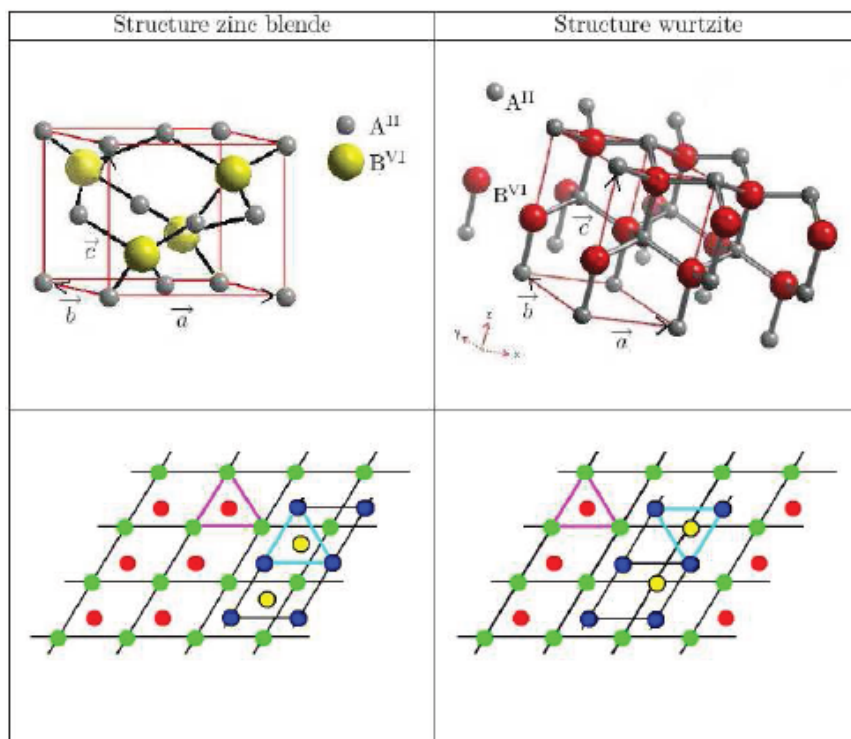 Structure zinc blende
Structure wurtzite
A^II
B^VI
c
b
a
A^II
B^VI
c
b
a
z
Y
x